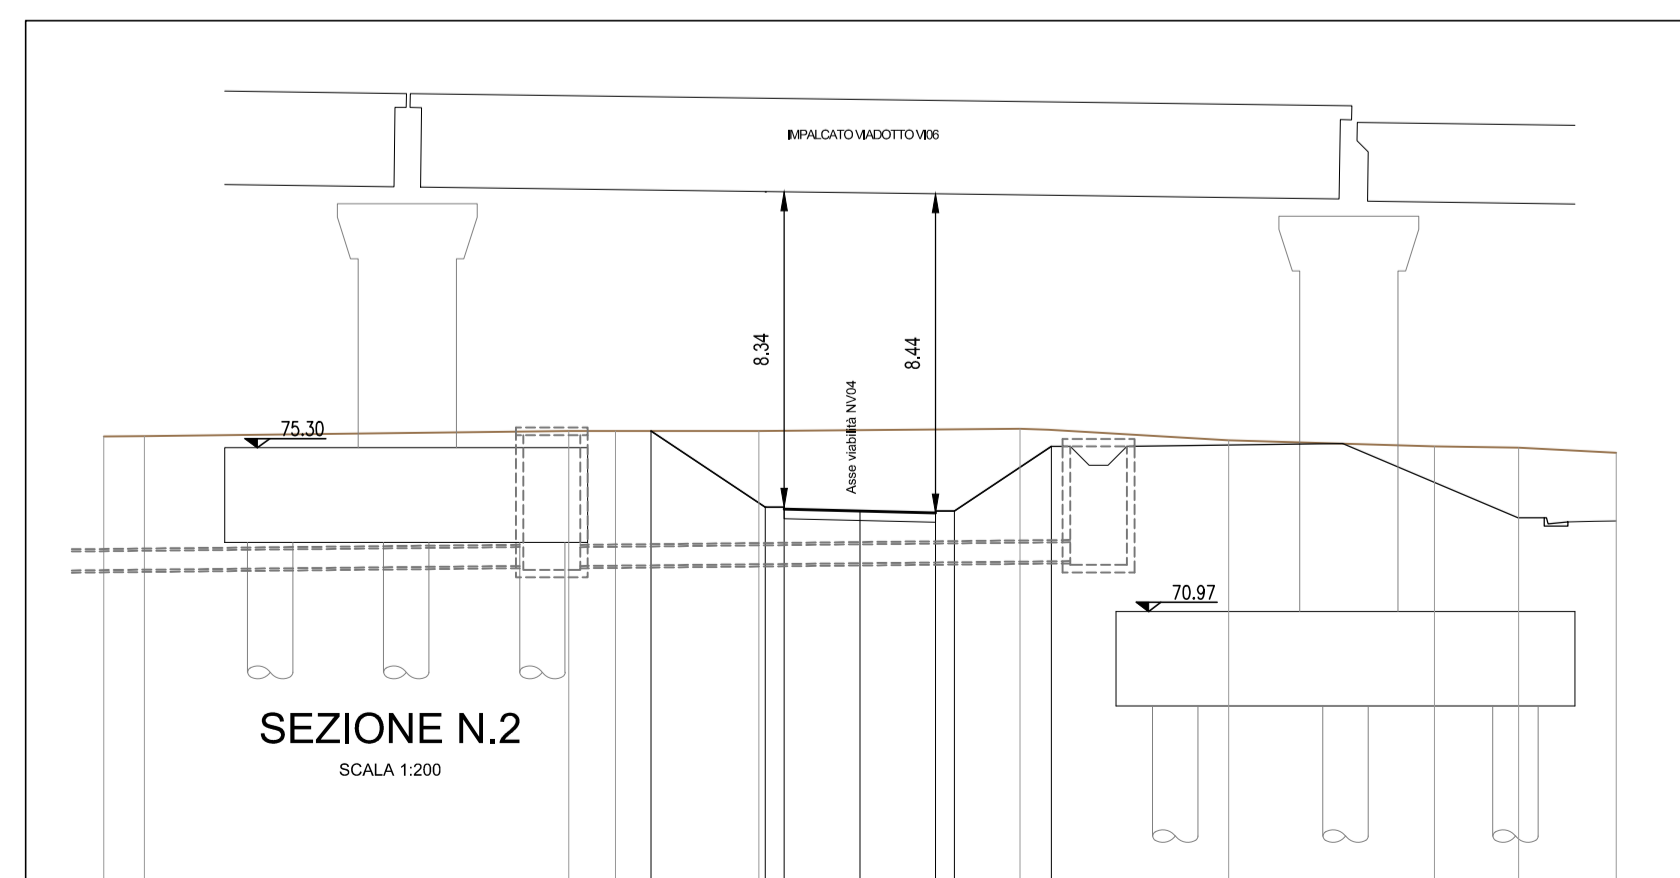 IMPALCATO VIADOTTO VI06
8.34
8.44
Asse viabilità NV04
75.30
70.97
SEZIONE N.2
SCALA 1:200